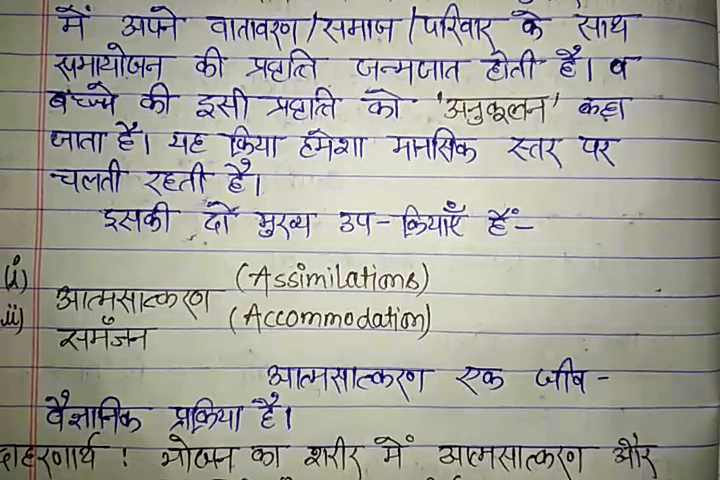 में अपने वातावरण/समाज/परिवार के साथ
समायोजन की प्रवृत्ति जन्मजात होती है। व
बच्चे की इसी प्रवृत्ति को 'अनुकूलन' कहा
जाता है। यह क्रिया हमेशा मानसिक स्तर पर
चलती रहती है।
इसकी दो मुख्य उप-क्रियाएँ हैं-
(i) आत्मसात्करण (Assimilations)
ii) समंजन (Accommodation)
आत्मसात्करण एक जीव-
वैज्ञानिक प्रक्रिया है।
दाहरणार्थ : भोजन का शरीर में आत्मसात्करण और